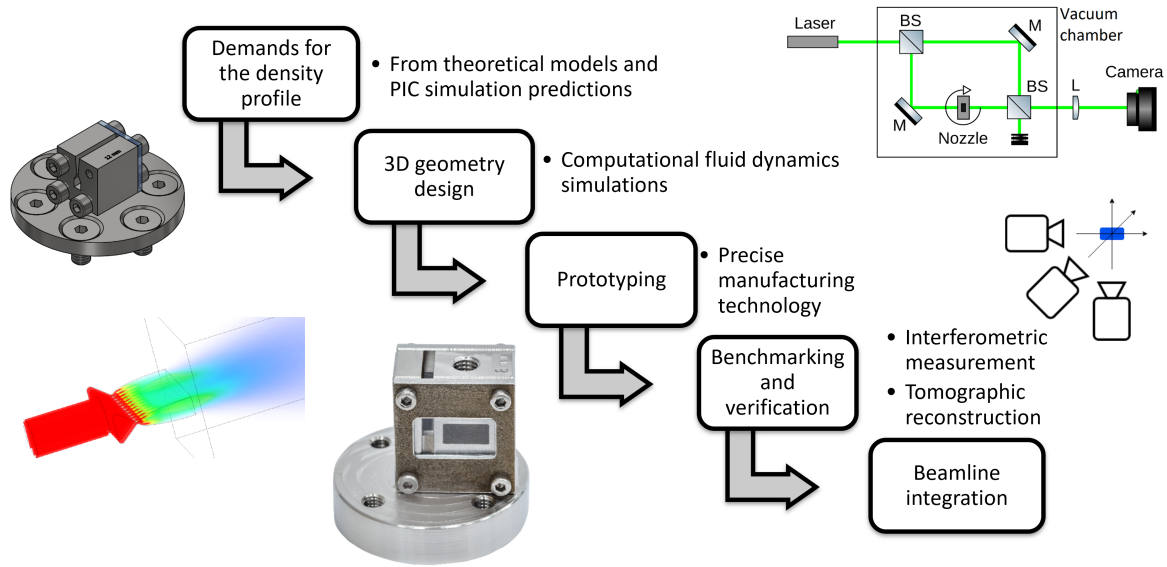 Demands for
the density
profile
• From theoretical models and
PIC simulation predictions
Laser
BS
M
Vacuum
chamber
Camera
BS
L
M
Nozzle
12 mm
3D geometry
design
• Computational fluid dynamics
simulations
Prototyping
• Precise
manufacturing
technology
Benchmarking
and
verification
• Interferometric
measurement
• Tomographic
reconstruction
Beamline
integration